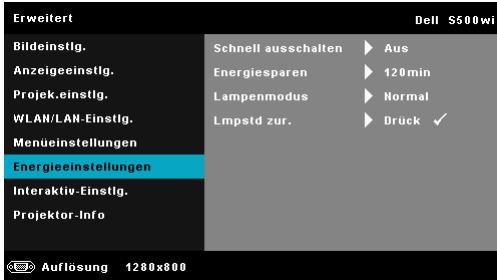 Erweitert Dell S500wi
Bildeinstlg. Schnell ausschalten Aus
Anzeigeeinstlg. Energiesparen 120min
Projek.einstlg. Lampenmodus Normal
WLAN/LAN-Einstlg. Lmpstd zur. Drück ✓
Menüeinstellungen
Energieeinstellungen
Interaktiv-Einstlg.
Projektor-Info
Auflösung 1280x800